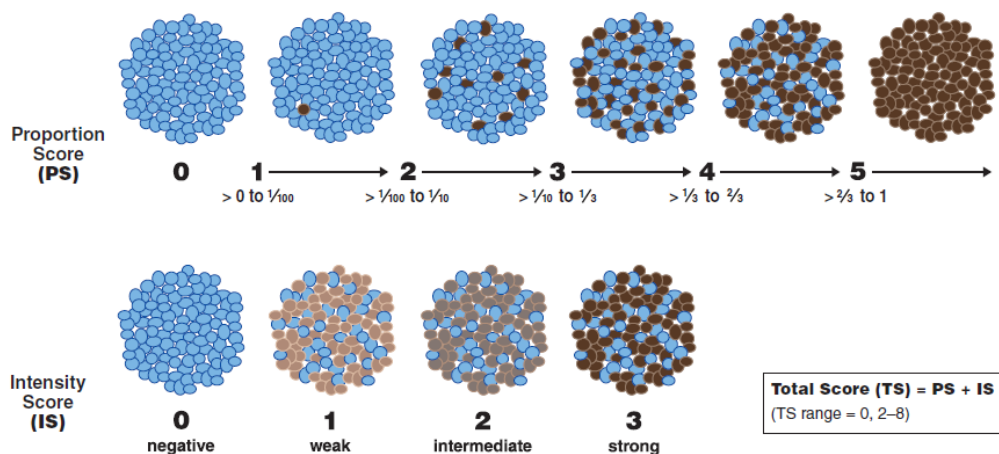 Proportion
Score
(PS)
0 1 2 3 4 5
> 0 to 1/100 > 1/100 to 1/10 > 1/10 to 1/3 > 1/3 to 2/3 > 2/3 to 1
Intensity
Score
(IS)
0 1 2 3
negative weak intermediate strong
Total Score (TS) = PS + IS
(TS range = 0, 2–8)